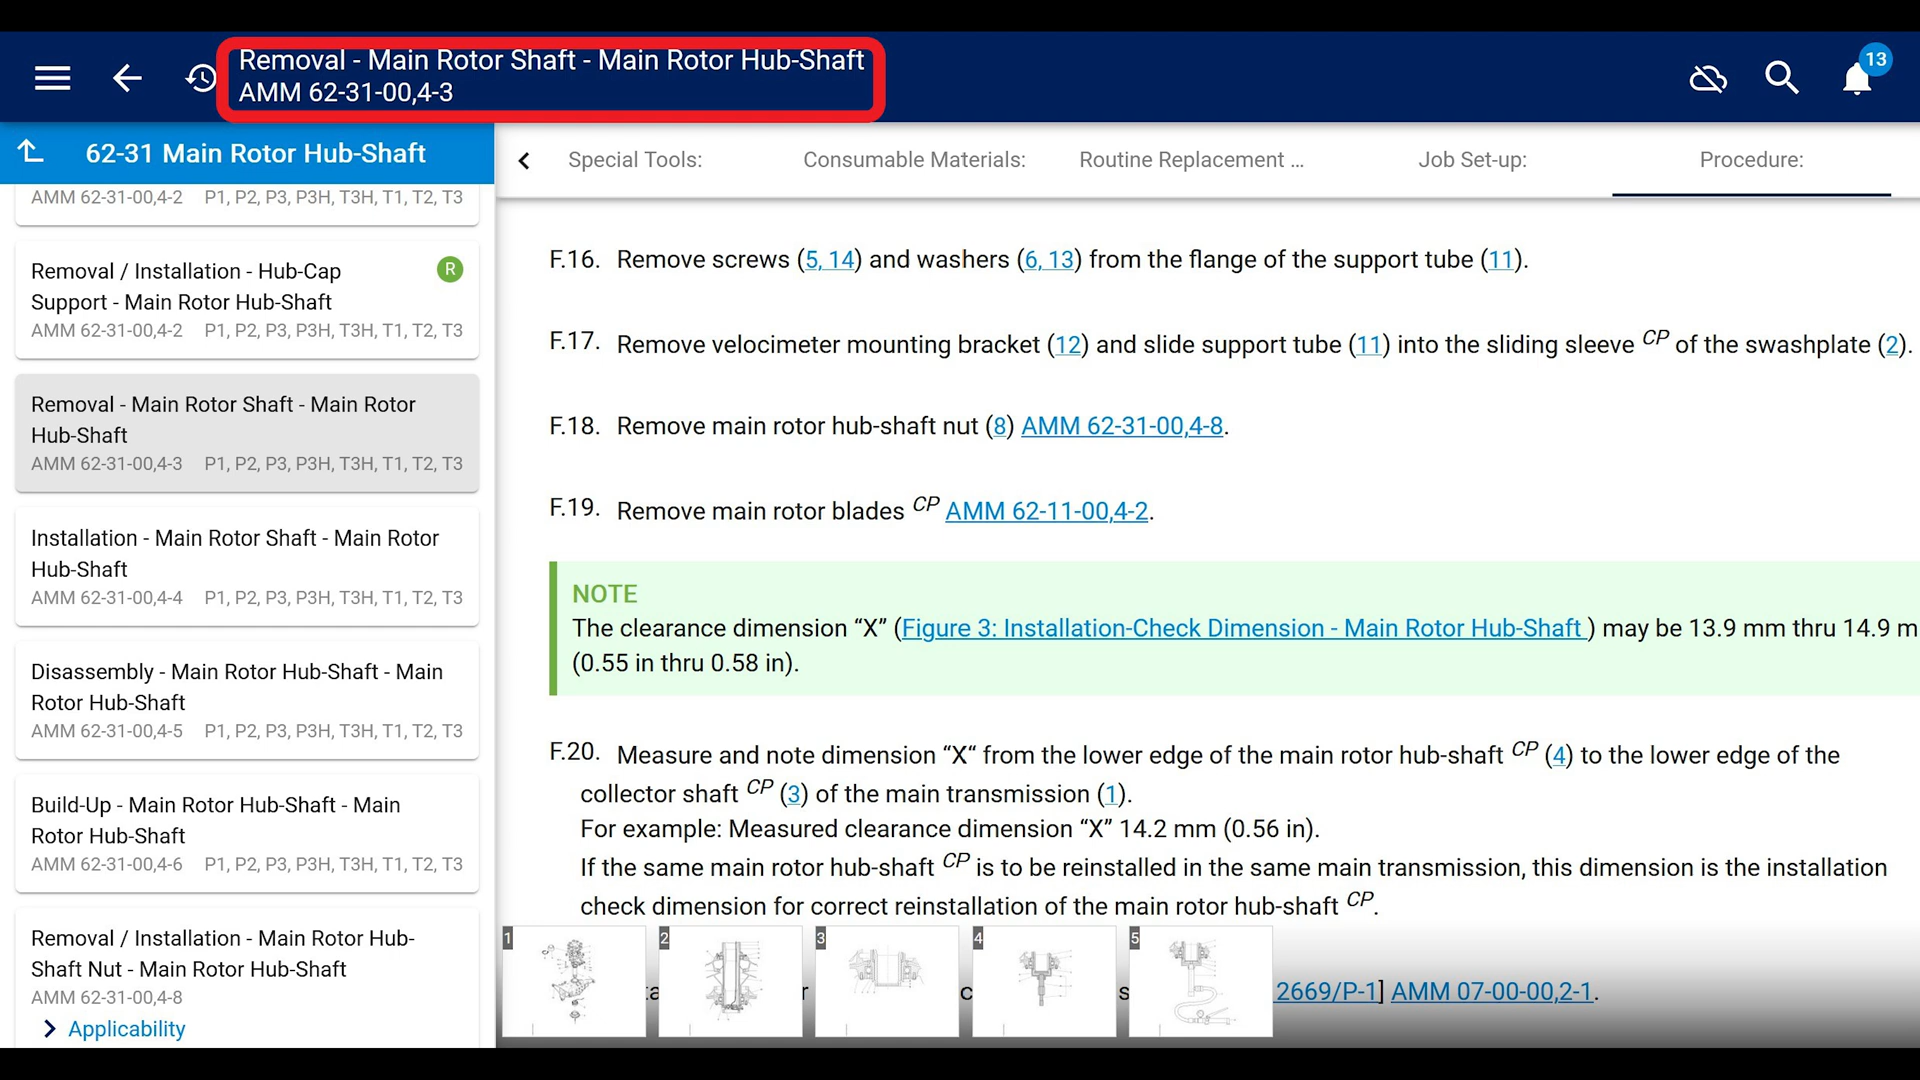 Removal - Main Rotor Shaft - Main Rotor Hub-Shaft
AMM 62-31-00,4-3
13
62-31 Main Rotor Hub-Shaft
AMM 62-31-00,4-2 P1, P2, P3, P3H, T3H, T1, T2, T3
Removal / Installation - Hub-Cap
Support - Main Rotor Hub-Shaft
R
AMM 62-31-00,4-2 P1, P2, P3, P3H, T3H, T1, T2, T3
Removal - Main Rotor Shaft - Main Rotor
Hub-Shaft
AMM 62-31-00,4-3 P1, P2, P3, P3H, T3H, T1, T2, T3
Installation - Main Rotor Shaft - Main Rotor
Hub-Shaft
AMM 62-31-00,4-4 P1, P2, P3, P3H, T3H, T1, T2, T3
Disassembly - Main Rotor Hub-Shaft - Main
Rotor Hub-Shaft
AMM 62-31-00,4-5 P1, P2, P3, P3H, T3H, T1, T2, T3
Build-Up - Main Rotor Hub-Shaft - Main
Rotor Hub-Shaft
AMM 62-31-00,4-6 P1, P2, P3, P3H, T3H, T1, T2, T3
Removal / Installation - Main Rotor Hub-
Shaft Nut - Main Rotor Hub-Shaft
AMM 62-31-00,4-8
Applicability
Special Tools: Consumable Materials: Routine Replacement ... Job Set-up: Procedure:
F.16. Remove screws (5, 14) and washers (6, 13) from the flange of the support tube (11).
F.17. Remove velocimeter mounting bracket (12) and slide support tube (11) into the sliding sleeve CP of the swashplate (2).
F.18. Remove main rotor hub-shaft nut (8) AMM 62-31-00,4-8.
F.19. Remove main rotor blades CP AMM 62-11-00,4-2.
NOTE
The clearance dimension “X” (Figure 3: Installation-Check Dimension - Main Rotor Hub-Shaft ) may be 13.9 mm thru 14.9 m
(0.55 in thru 0.58 in).
F.20. Measure and note dimension “X“ from the lower edge of the main rotor hub-shaft CP (4) to the lower edge of the
collector shaft CP (3) of the main transmission (1).
For example: Measured clearance dimension “X” 14.2 mm (0.56 in).
If the same main rotor hub-shaft CP is to be reinstalled in the same main transmission, this dimension is the installation
check dimension for correct reinstallation of the main rotor hub-shaft CP.
1 2 3 4 5
2669/P-1] AMM 07-00-00,2-1.